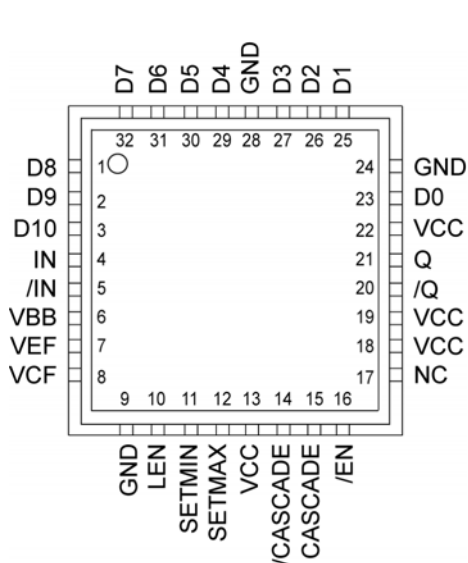 D7 D6 D5 D4 GND D3 D2 D1
32 31 30 29 28 27 26 25
D8 1 24 GND
D9 2 23 D0
D10 3 22 VCC
IN 4 21 Q
/IN 5 20 /Q
VBB 6 19 VCC
VEF 7 18 VCC
VCF 8 17 NC
9 10 11 12 13 14 15 16
GND LEN SETMIN SETMAX VCC /CASCADE CASCADE /EN